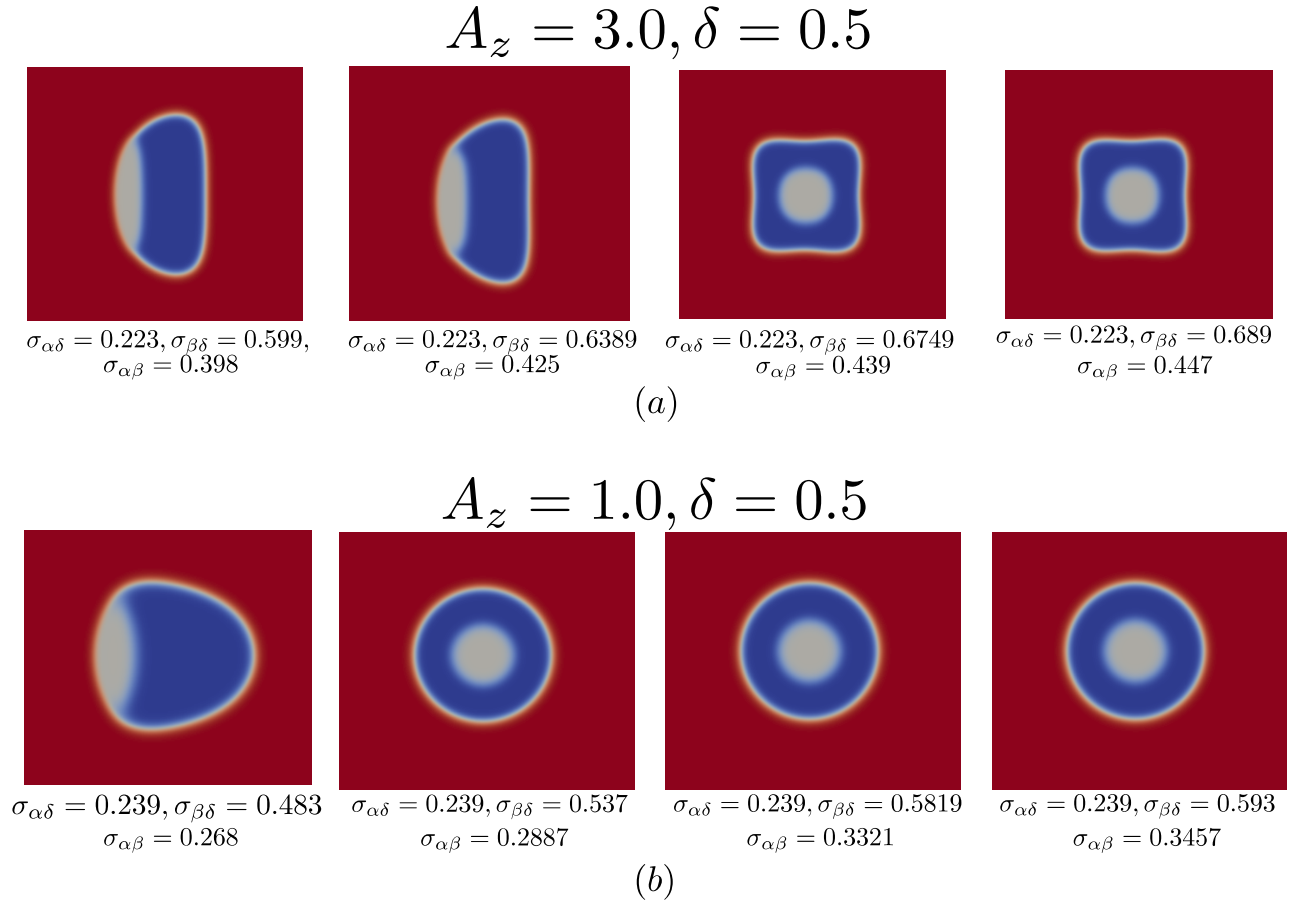 A_z = 3.0, δ = 0.5
σ_αδ = 0.223, σ_βδ = 0.599,
σ_αβ = 0.398
σ_αδ = 0.223, σ_βδ = 0.6389
σ_αβ = 0.425
σ_αδ = 0.223, σ_βδ = 0.6749
σ_αβ = 0.439
σ_αδ = 0.223, σ_βδ = 0.689
σ_αβ = 0.447
(a)
A_z = 1.0, δ = 0.5
σ_αδ = 0.239, σ_βδ = 0.483
σ_αβ = 0.268
σ_αδ = 0.239, σ_βδ = 0.537
σ_αβ = 0.2887
σ_αδ = 0.239, σ_βδ = 0.5819
σ_αβ = 0.3321
σ_αδ = 0.239, σ_βδ = 0.593
σ_αβ = 0.3457
(b)